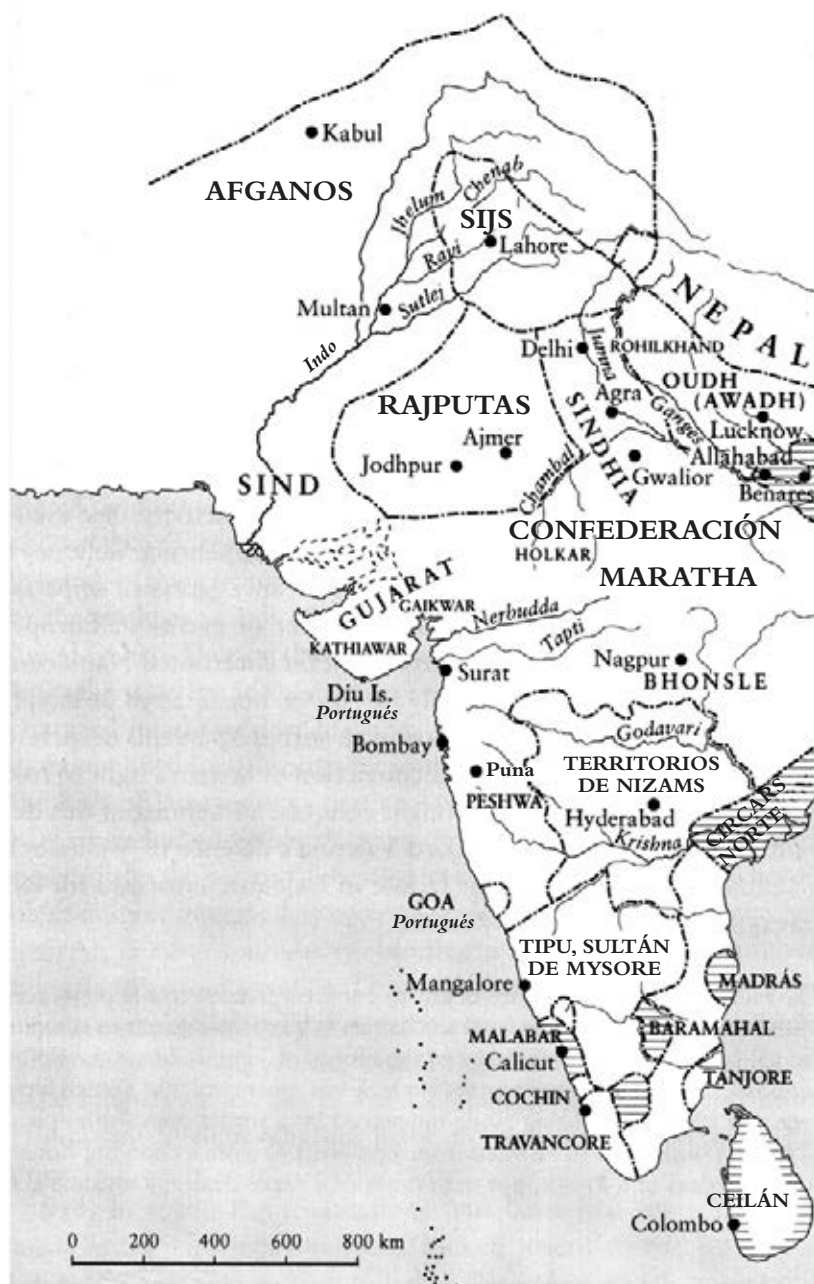 Kabul
AFGANOS
Jhelum
Chenab
SIJS
Ravi
Lahore
Multan
Sutlej
Indo
NEPAL
Delhi
Jumna
ROHILKHAND
OUDH
(AWADH)
RAJPUTAS
Agra
Ganges
Lucknow
SINDHIA
Ajmer
Jodhpur
Gwalior
Allahabad
Benares
SIND
Chambal
CONFEDERACIÓN
HOLKAR
MARATHA
GUJARAT
GAIKWAR
Nerbudda
KATHIAWAR
Tapti
Surat
Nagpur
BHONSLE
Diu Is.
Portugués
Godavari
Bombay
Puna
TERRITORIOS
DE NIZAMS
PESHWA
Hyderabad
CIRCARS
NORTE
Krishna
GOA
Portugués
TIPU, SULTÁN
DE MYSORE
Mangalore
MADRÁS
MALABAR
BARAMAHAL
Calicut
TANJORE
COCHIN
TRAVANCORE
CEILÁN
Colombo
0 200 400 600 800 km